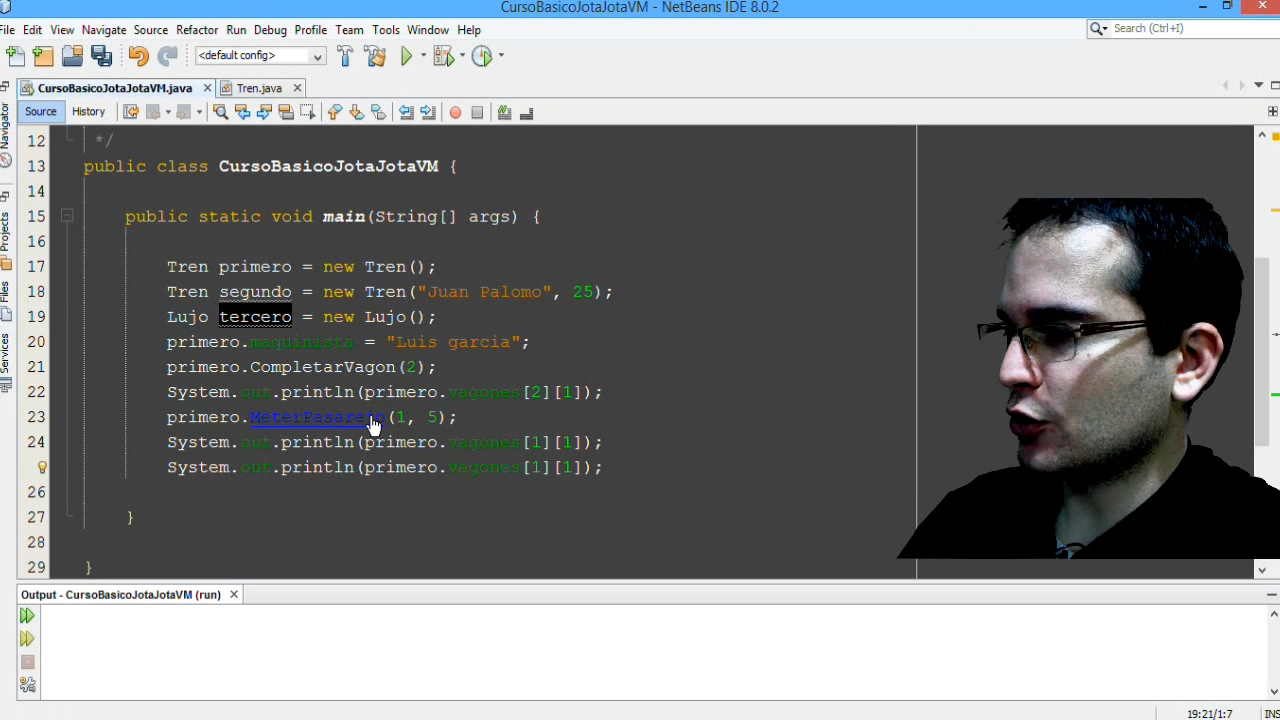 CursoBasicoJotaJotaVM - NetBeans IDE 8.0.2
File Edit View Navigate Source Refactor Run Debug Profile Team Tools Window Help
Search (Ctrl+I)
<default config>
CursoBasicoJotaJotaVM.java Tren.java
Source History
Navigator
Projects
Files
Services
12 */
13 public class CursoBasicoJotaJotaVM {
14
15 public static void main(String[] args) {
16
17 Tren primero = new Tren();
18 Tren segundo = new Tren("Juan Palomo", 25);
19 Lujo tercero = new Lujo();
20 primero.maquinista = "Luis garcia";
21 primero.CompletarVagon(2);
22 System.out.println(primero.vagones[2][1]);
23 primero.MeterPasarejo(1, 5);
24 System.out.println(primero.vagones[1][1]);
System.out.println(primero.vagones[1][1]);
26
27 }
28
29 }
Output - CursoBasicoJotaJotaVM (run)
19:21/1:7 INS